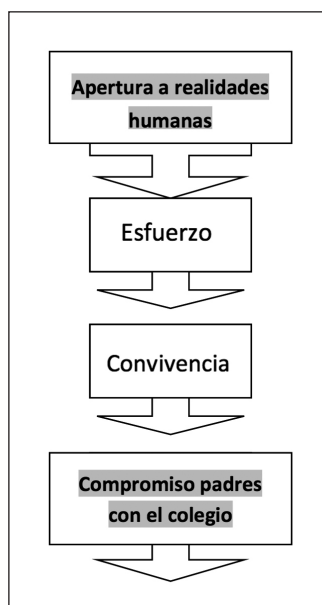 Apertura a realidades
humanas
Esfuerzo
Convivencia
Compromiso padres
con el colegio